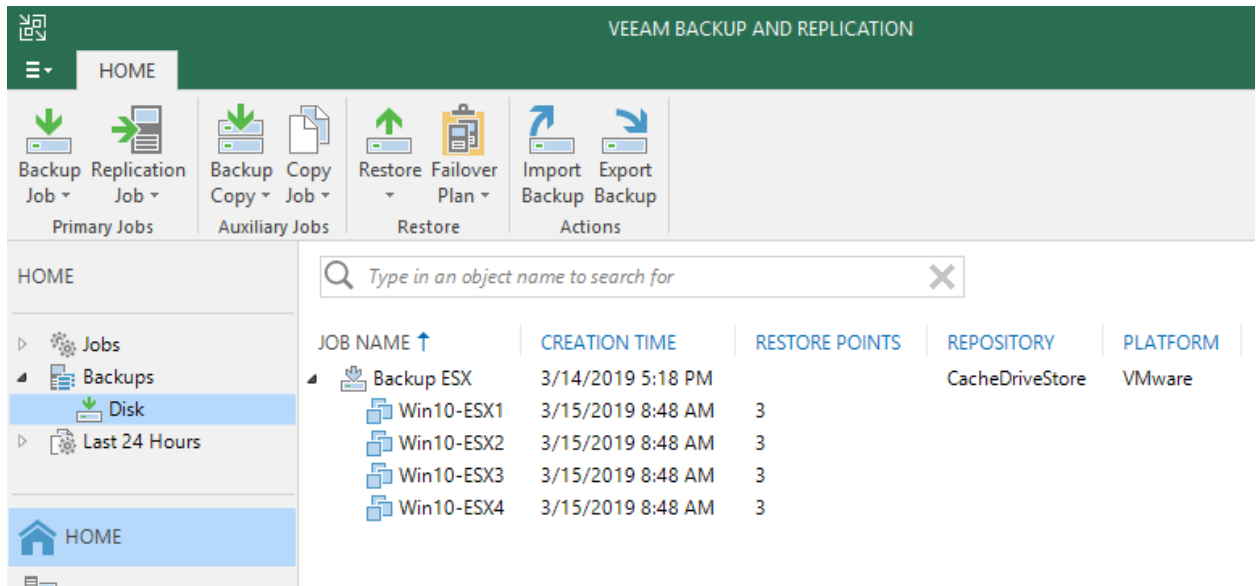 VEEAM BACKUP AND REPLICATION
HOME
Backup Job
Replication Job
Backup Copy
Copy Job
Restore
Failover Plan
Import Backup
Export Backup
Primary Jobs
Auxiliary Jobs
Restore
Actions
HOME
Type in an object name to search for
Jobs
Backups
Disk
Last 24 Hours
HOME
JOB NAME CREATION TIME RESTORE POINTS REPOSITORY PLATFORM
Backup ESX 3/14/2019 5:18 PM CacheDriveStore VMware
Win10-ESX1 3/15/2019 8:48 AM 3
Win10-ESX2 3/15/2019 8:48 AM 3
Win10-ESX3 3/15/2019 8:48 AM 3
Win10-ESX4 3/15/2019 8:48 AM 3